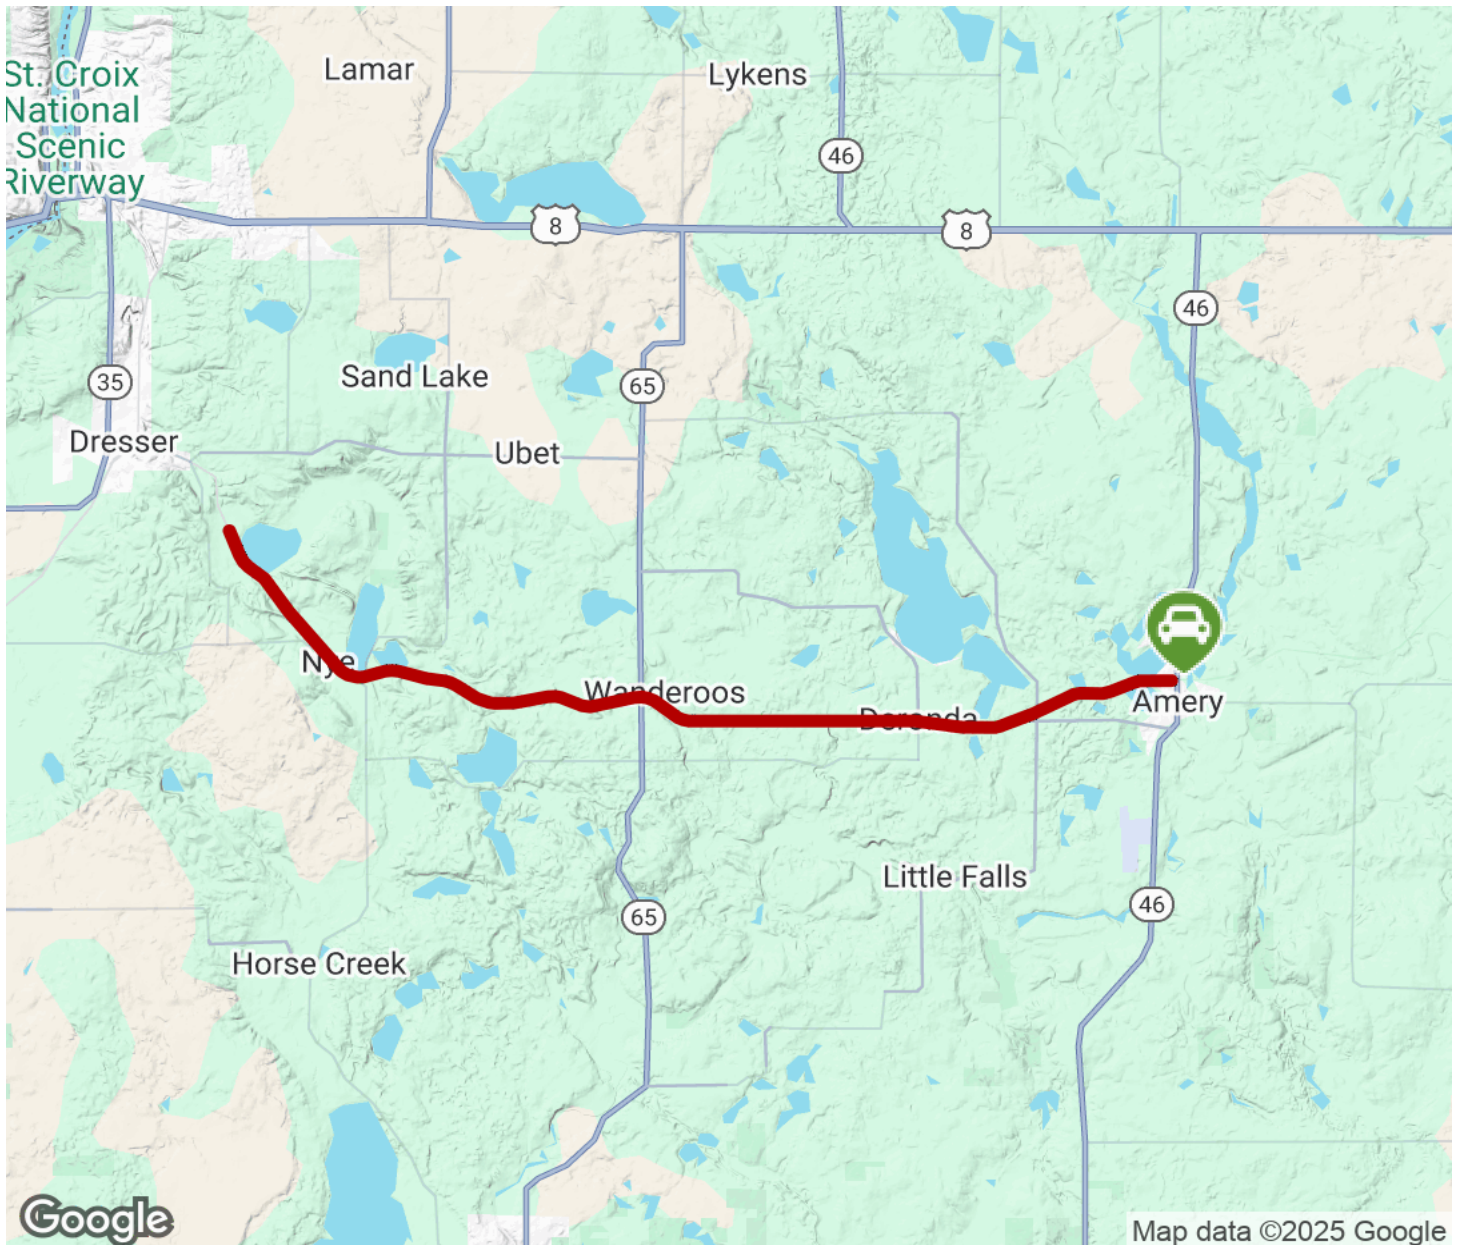 St. Croix
National
Scenic
Riverway
Lamar
Lykens
46
8
8
46
35
Sand Lake
65
Dresser
Ubet
Nye
Wanderoos
Deronda
Amery
Little Falls
65
46
Horse Creek
Google
Map data ©2025 Google